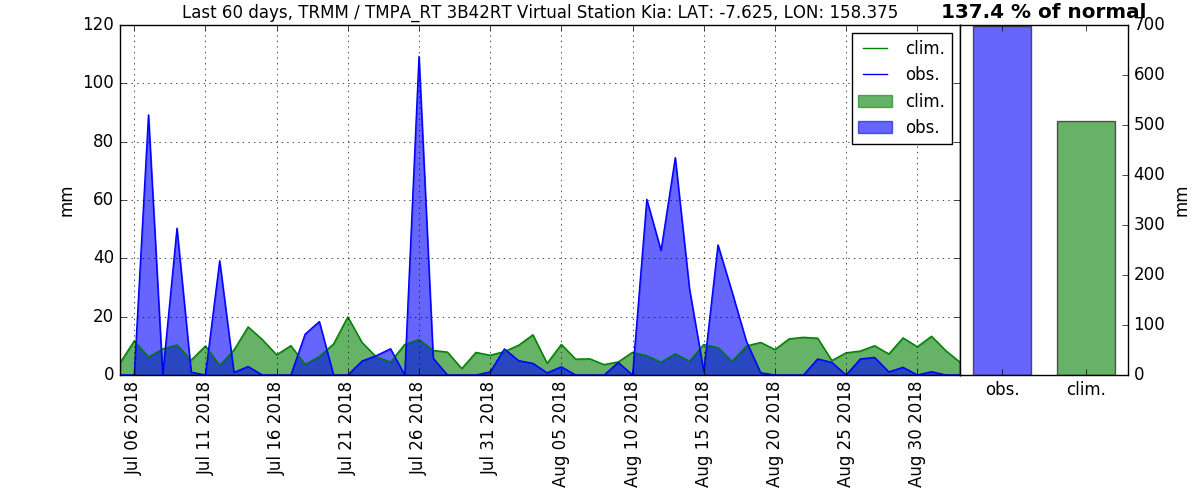 Last 60 days, TRMM / TMPA_RT 3B42RT Virtual Station Kia: LAT: -7.625, LON: 158.375
137.4 % of normal
120
100
80
60
40
20
0
mm
clim.
obs.
clim.
obs.
700
600
500
400
300
200
100
0
mm
Jul 06 2018
Jul 11 2018
Jul 16 2018
Jul 21 2018
Jul 26 2018
Jul 31 2018
Aug 05 2018
Aug 10 2018
Aug 15 2018
Aug 20 2018
Aug 25 2018
Aug 30 2018
obs.
clim.